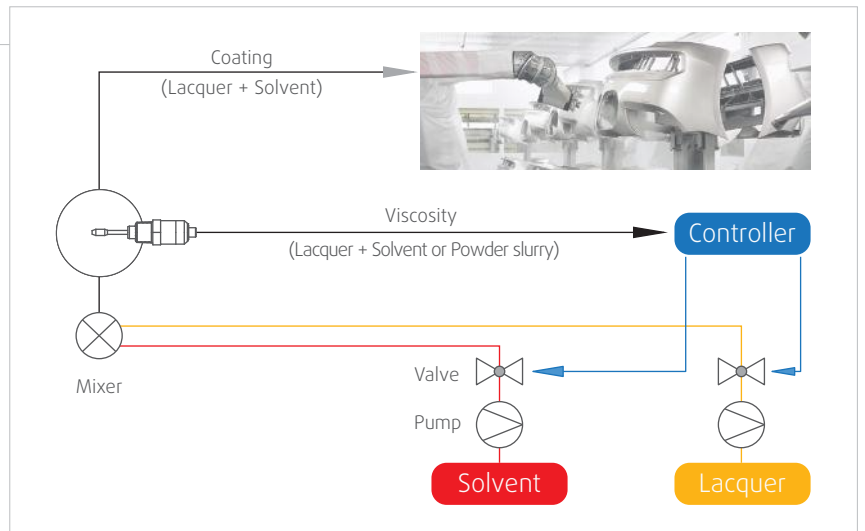 Coating
(Lacquer + Solvent)
Viscosity
(Lacquer + Solvent or Powder slurry)
Controller
Mixer
Valve
Pump
Solvent
Lacquer